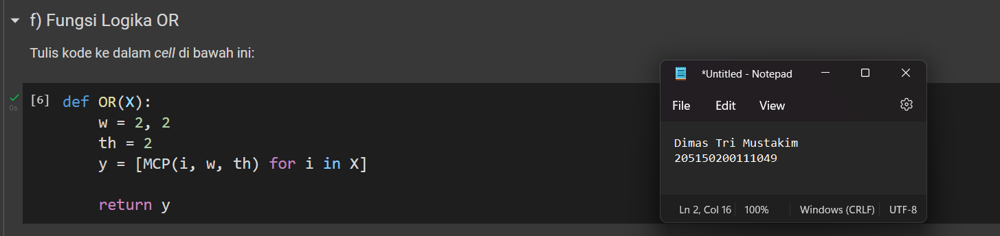 f) Fungsi Logika OR
Tulis kode ke dalam cell di bawah ini:
[6] def OR(X):
w = 2, 2
th = 2
y = [MCP(i, w, th) for i in X]
return y
0s
*Untitled - Notepad
File Edit View
Dimas Tri Mustakim
205150200111049
Ln 2, Col 16 100% Windows (CRLF) UTF-8